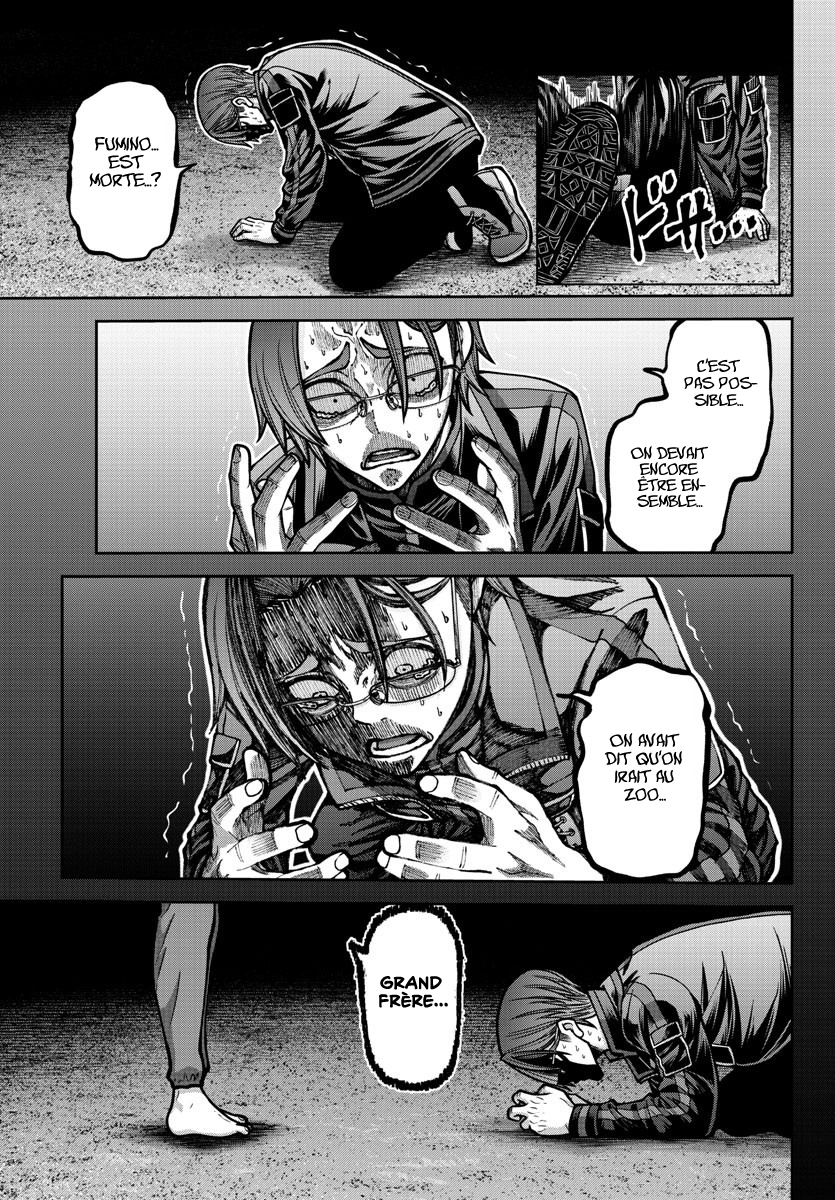 ドサ...
FUMINO...
EST
MORTE...?
C'EST
PAS POS-
SIBLE...
ON DEVAIT
ENCORE
ÊTRE EN-
SEMBLE...
ON AVAIT
DIT QU'ON
IRAIT AU
ZOO...
GRAND
FRÈRE...